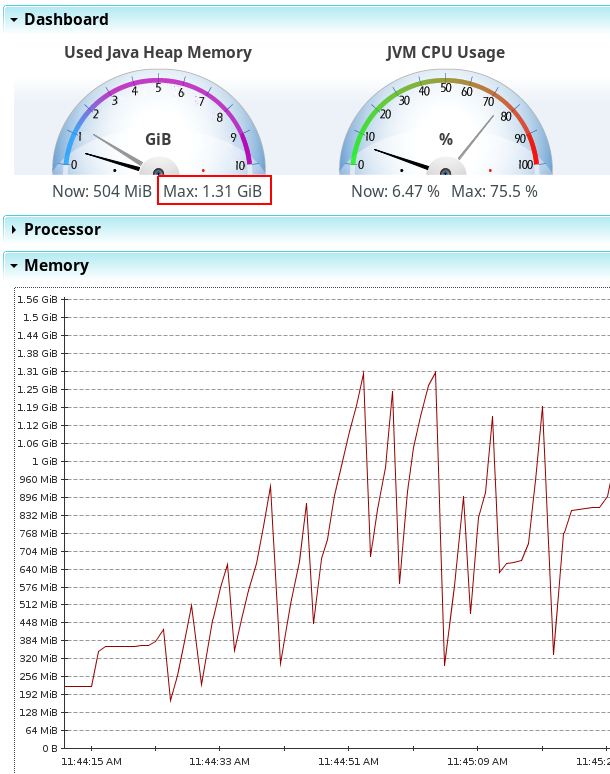 Dashboard
Used Java Heap Memory
0 1 2 3 4 5 6 7 8 9 10
GiB
Now: 504 MiB Max: 1.31 GiB
JVM CPU Usage
0 10 20 30 40 50 60 70 80 90 100
%
Now: 6.47 % Max: 75.5 %
Processor
Memory
1.56 GiB
1.5 GiB
1.44 GiB
1.38 GiB
1.31 GiB
1.25 GiB
1.19 GiB
1.12 GiB
1.06 GiB
1 GiB
960 MiB
896 MiB
832 MiB
768 MiB
704 MiB
640 MiB
576 MiB
512 MiB
448 MiB
384 MiB
320 MiB
256 MiB
192 MiB
128 MiB
64 MiB
0 B
11:44:15 AM 11:44:33 AM 11:44:51 AM 11:45:09 AM 11:45:2